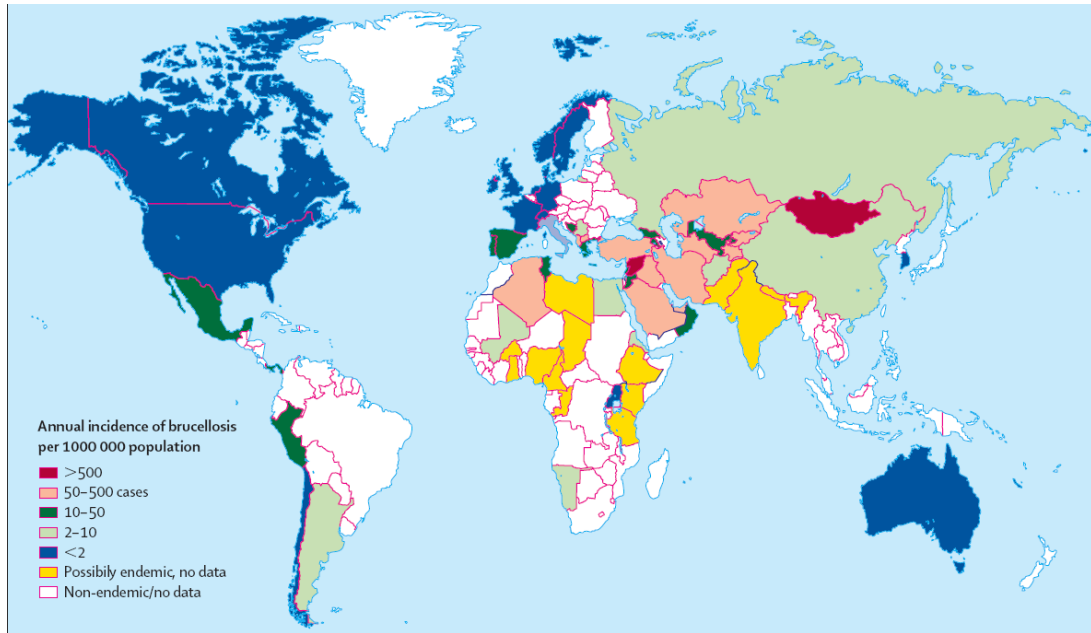 Annual incidence of brucellosis
per 1000 000 population
>500
50–500 cases
10–50
2–10
<2
Possibily endemic, no data
Non-endemic/no data